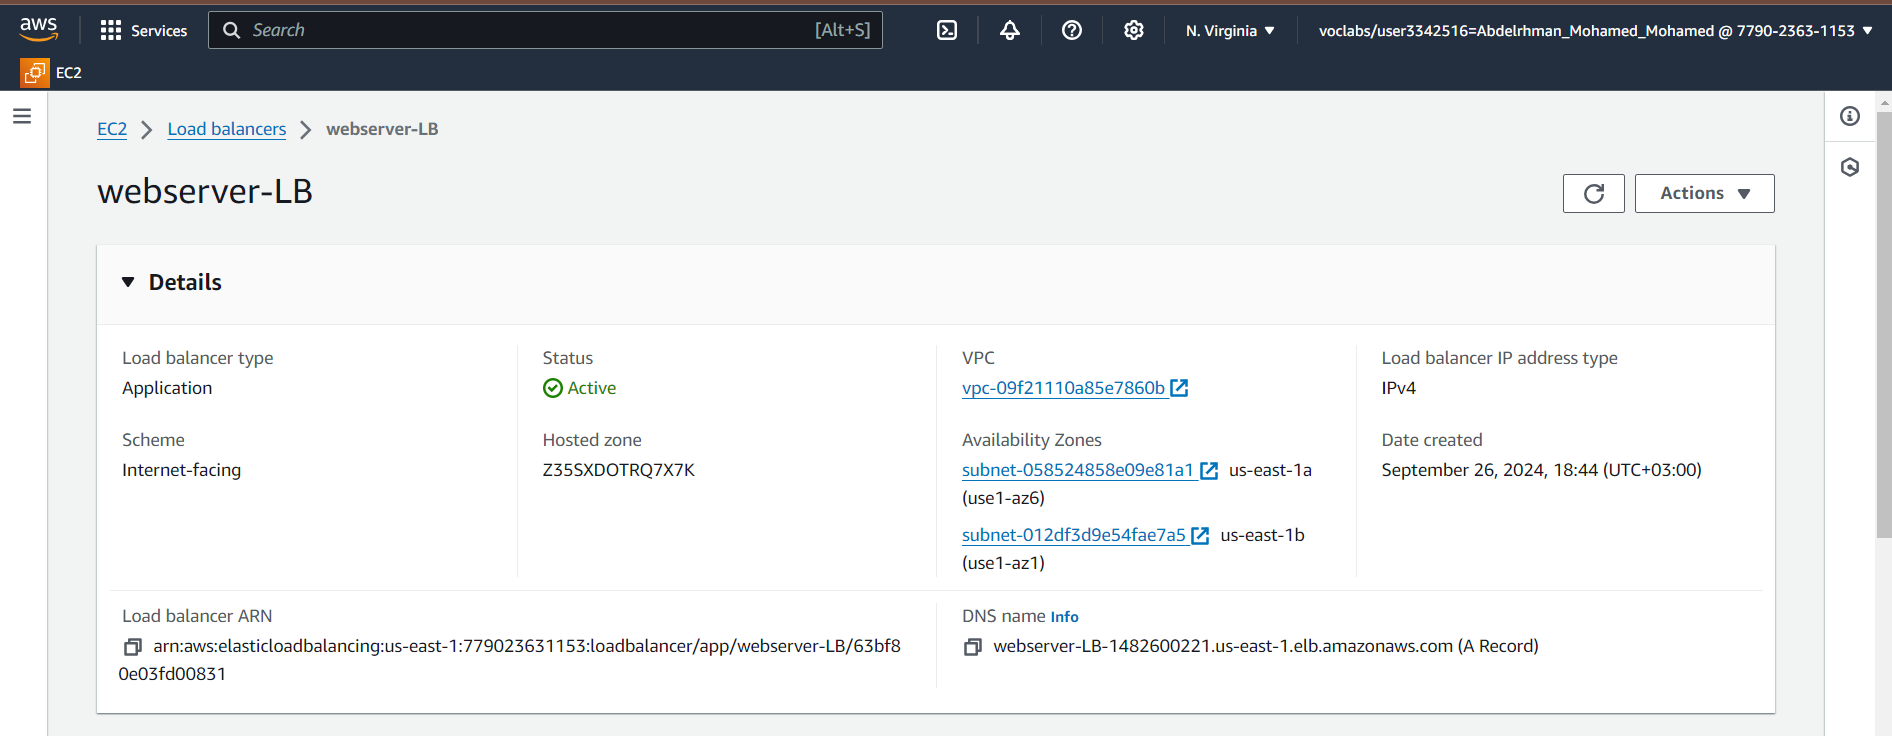 aws
Services
Search [Alt+S]
N. Virginia
voclabs/user3342516=Abdelrhman_Mohamed_Mohamed @ 7790-2363-1153
EC2
EC2 Load balancers webserver-LB
webserver-LB
Actions
Details
Load balancer type
Application
Status
Active
VPC
vpc-09f21110a85e7860b
Load balancer IP address type
IPv4
Scheme
Internet-facing
Hosted zone
Z35SXDOTRQ7X7K
Availability Zones
subnet-058524858e09e81a1 us-east-1a
(use1-az6)
subnet-012df3d9e54fae7a5 us-east-1b
(use1-az1)
Date created
September 26, 2024, 18:44 (UTC+03:00)
Load balancer ARN
arn:aws:elasticloadbalancing:us-east-1:779023631153:loadbalancer/app/webserver-LB/63bf8
0e03fd00831
DNS name Info
webserver-LB-1482600221.us-east-1.elb.amazonaws.com (A Record)